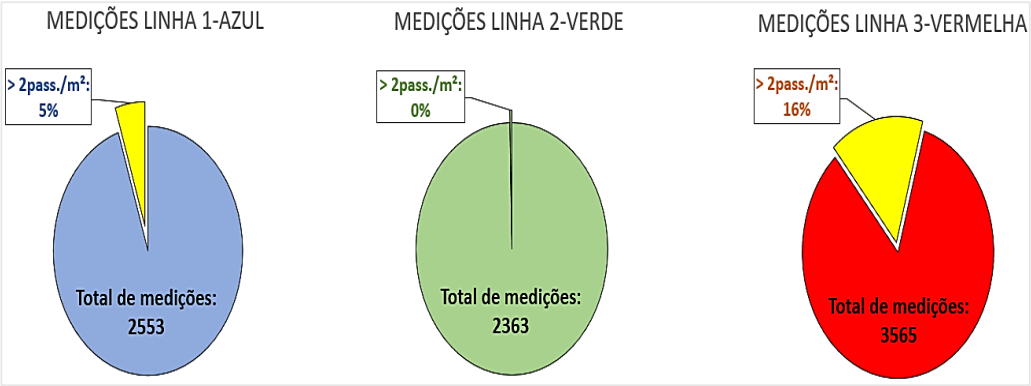 MEDIÇÕES LINHA 1-AZUL
> 2pass./m²:
5%
Total de medições:
2553
MEDIÇÕES LINHA 2-VERDE
> 2pass./m²:
0%
Total de medições:
2363
MEDIÇÕES LINHA 3-VERMELHA
> 2pass./m²:
16%
Total de medições:
3565